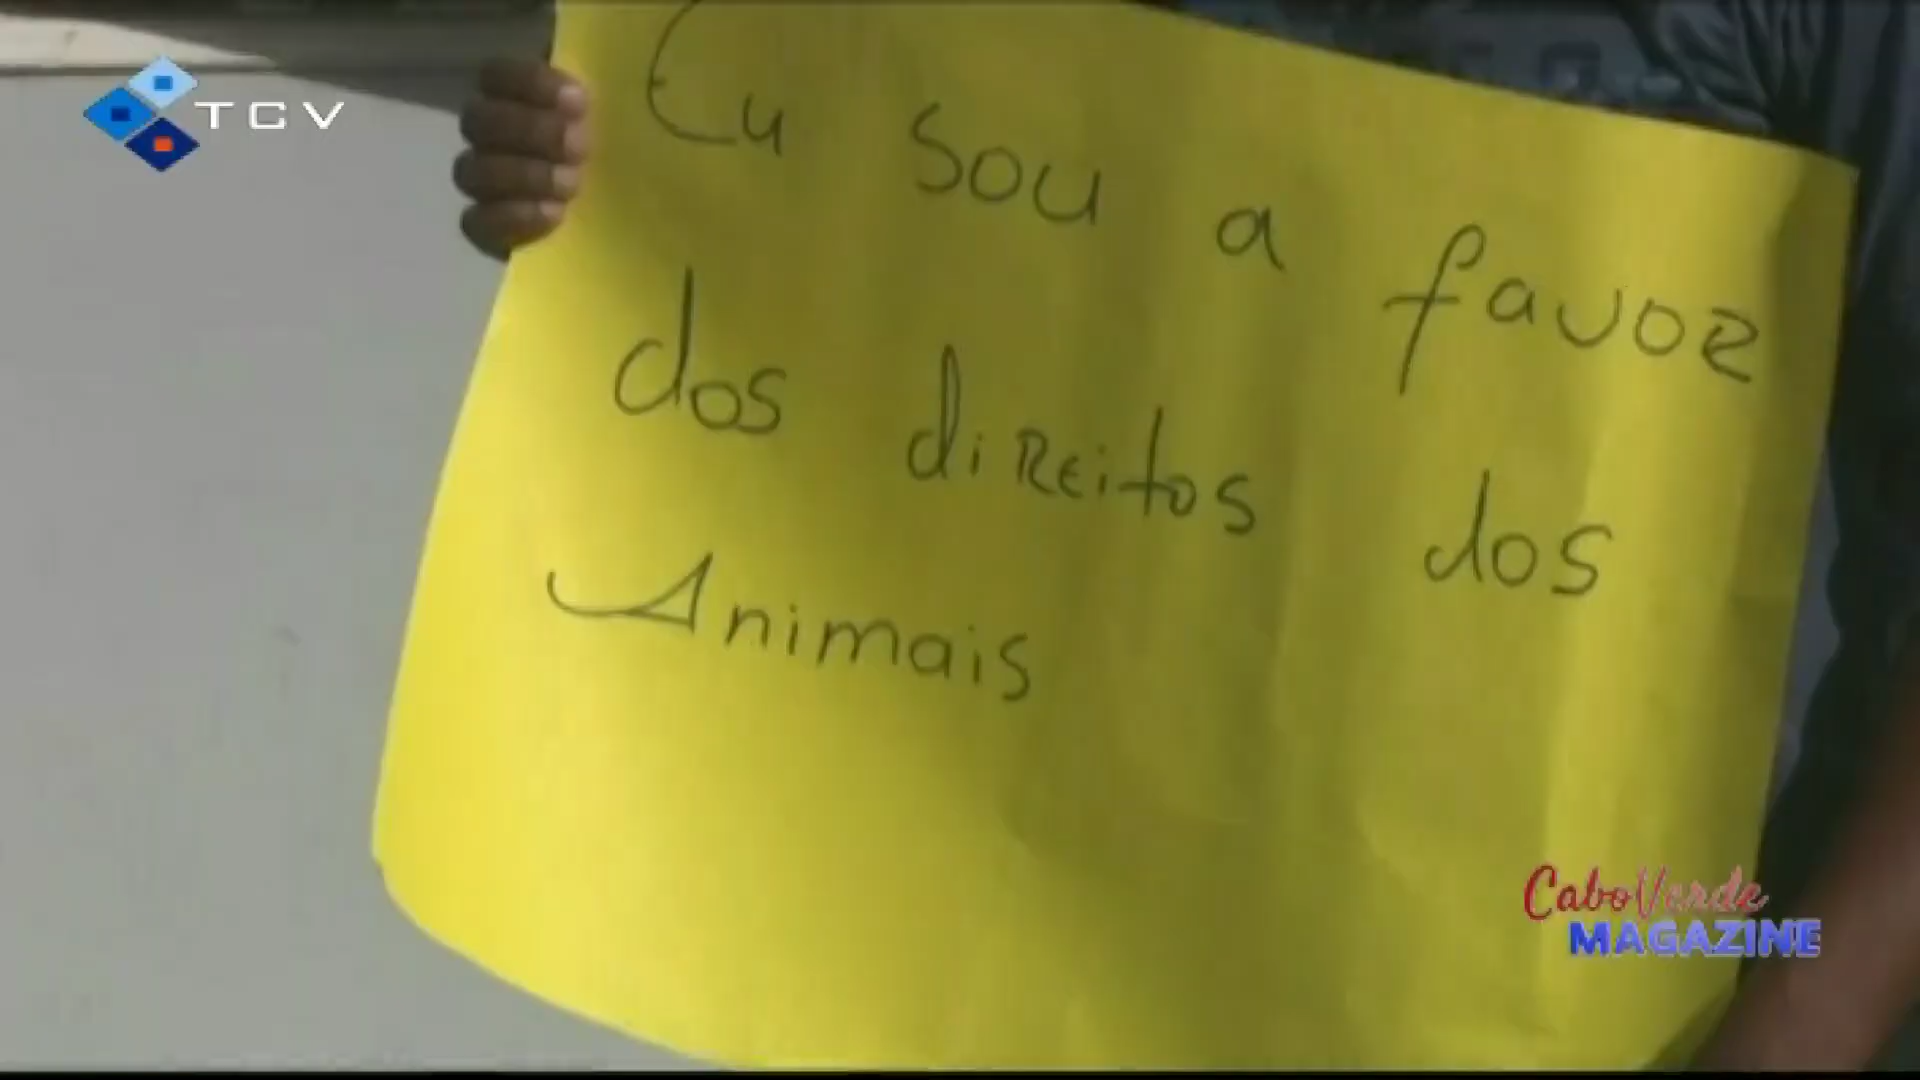 TCV
Eu sou a favor
dos direitos dos
Animais
CaboVerde
MAGAZINE